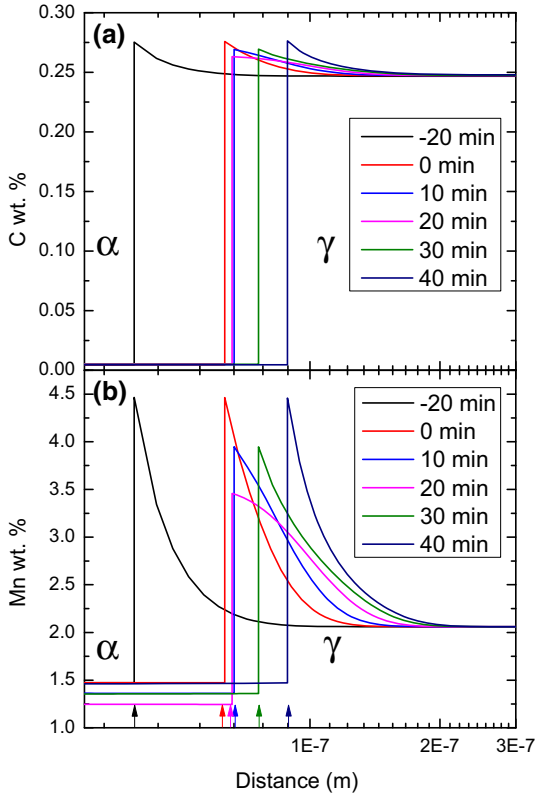 (a)
0.30
0.25
0.20
0.15
0.10
0.05
0.00
C wt. %
α
γ
-20 min
0 min
10 min
20 min
30 min
40 min
(b)
4.5
4.0
3.5
3.0
2.5
2.0
1.5
1.0
Mn wt. %
α
γ
-20 min
0 min
10 min
20 min
30 min
40 min
1E-7 2E-7 3E-7
Distance (m)